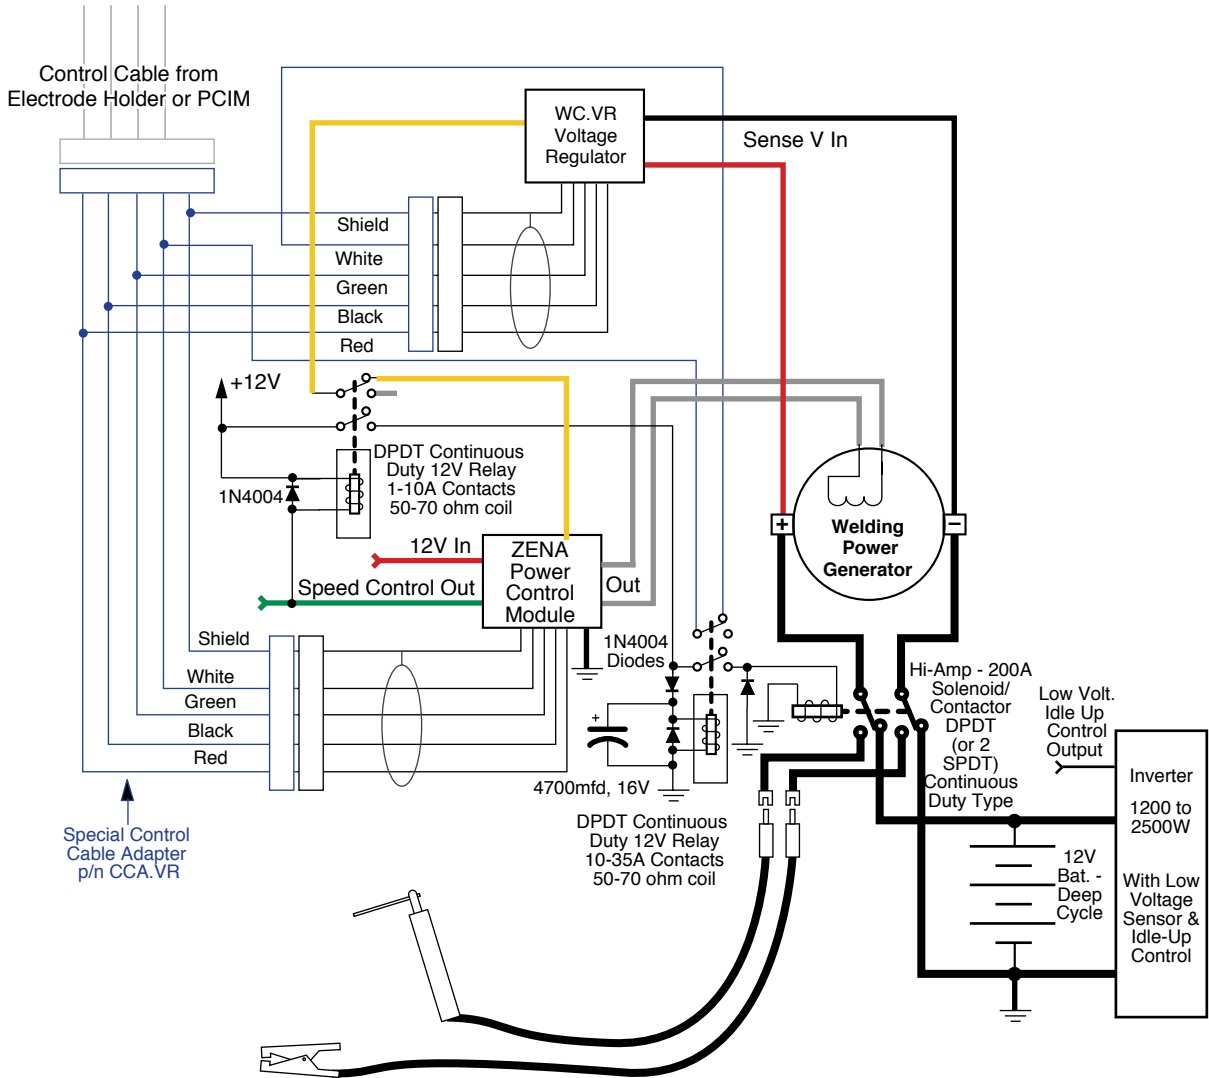 Control Cable from
Electrode Holder or PCIM
WC.VR
Voltage
Regulator
Sense V In
Shield
White
Green
Black
Red
+12V
DPDT Continuous
Duty 12V Relay
1-10A Contacts
50-70 ohm coil
1N4004
12V In
Speed Control Out
ZENA
Power
Control
Module
Out
+
−
Welding
Power
Generator
Shield
White
Green
Black
Red
1N4004
Diodes
+
4700mfd, 16V
DPDT Continuous
Duty 12V Relay
10-35A Contacts
50-70 ohm coil
Hi-Amp - 200A
Solenoid/
Contactor
DPDT
(or 2
SPDT)
Continuous
Duty Type
Low Volt.
Idle Up
Control
Output
Inverter
1200 to
2500W
With Low
Voltage
Sensor &
Idle-Up
Control
12V
Bat. -
Deep
Cycle
Special Control
Cable Adapter
p/n CCA.VR